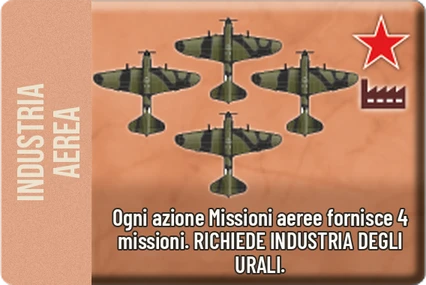 INDUSTRIA
AEREA
Ogni azione Missioni aeree fornisce 4
missioni. RICHIEDE INDUSTRIA DEGLI
URALI.